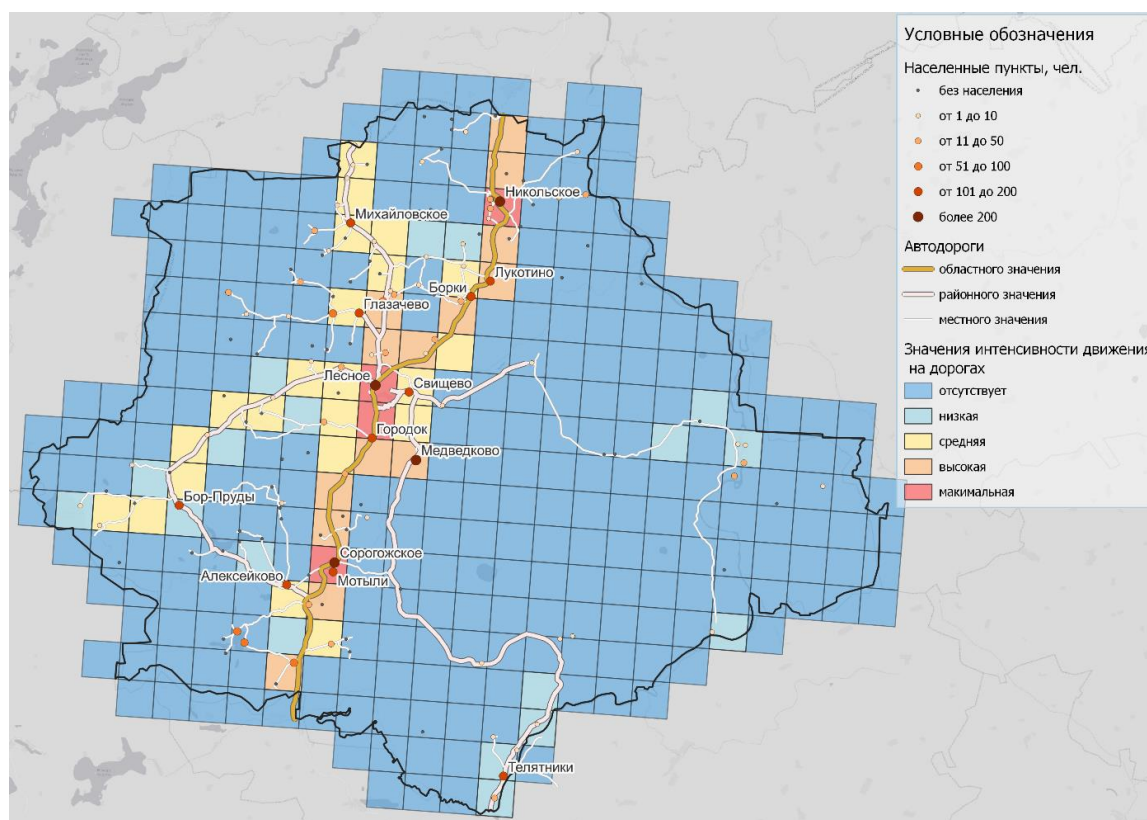 Условные обозначения
Населенные пункты, чел.
без населения
от 1 до 10
от 11 до 50
от 51 до 100
от 101 до 200
более 200
Автодороги
областного значения
районного значения
местного значения
Значения интенсивности движения
на дорогах
отсутствует
низкая
средняя
высокая
макимальная
Никольское
Михайловское
Лукотино
Борки
Глазачево
Лесное
Свищево
Городок
Медведково
Бор-Пруды
Сорогожское
Алексейково
Мотыли
Телятники